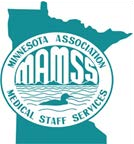 MINNESOTA ASSOCIATION
MAMSS
MEDICAL STAFF SERVICES